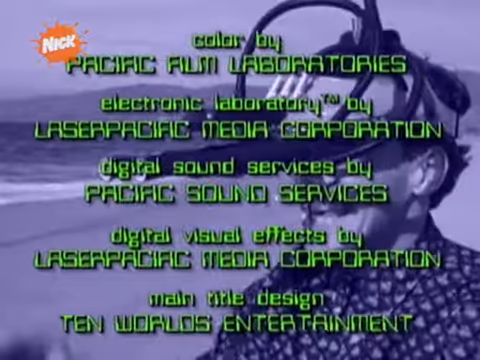 NICK
color by
PACIFIC FILM LABORATORIES
electronic laboratory™ by
LASERPACIFIC MEDIA CORPORATION
digital sound services by
PACIFIC SOUND SERVICES
digital visual effects by
LASERPACIFIC MEDIA CORPORATION
main title design
TEN WORLDS ENTERTAINMENT